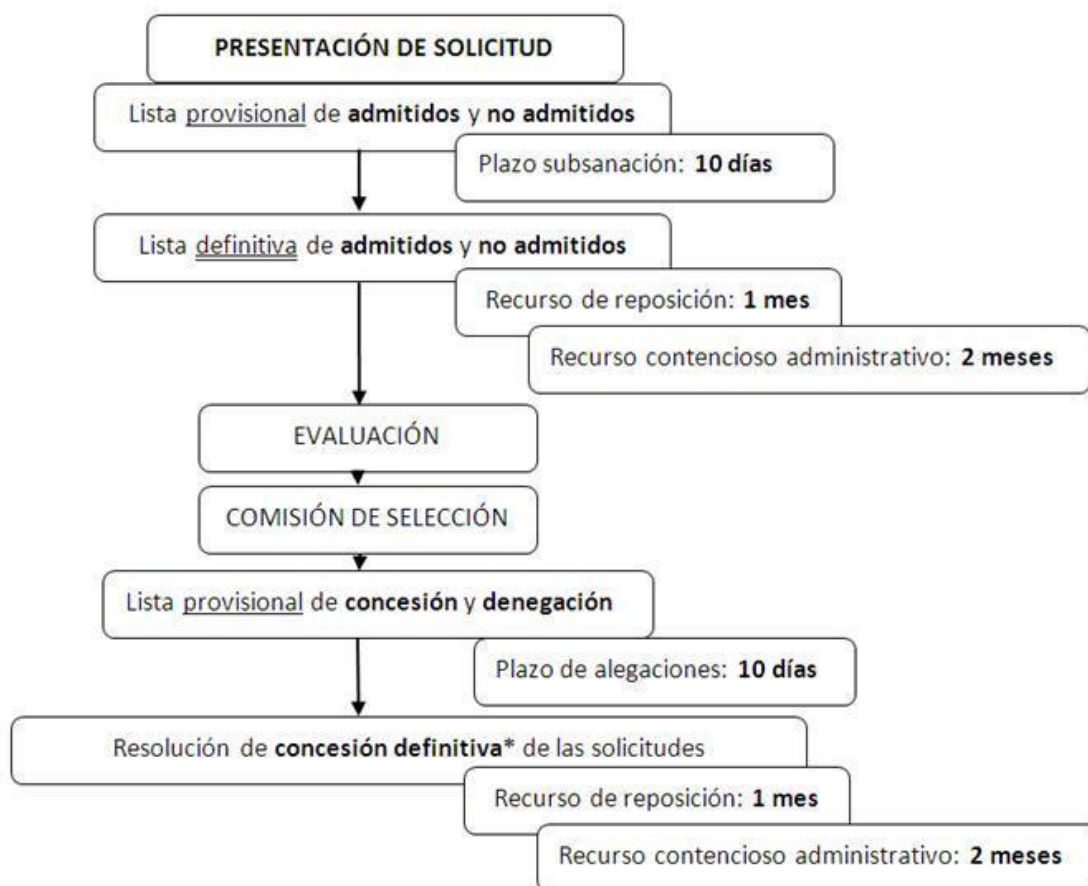 PRESENTACIÓN DE SOLICITUD
Lista provisional de admitidos y no admitidos
Plazo subsanación: 10 días
Lista definitiva de admitidos y no admitidos
Recurso de reposición: 1 mes
Recurso contencioso administrativo: 2 meses
EVALUACIÓN
COMISIÓN DE SELECCIÓN
Lista provisional de concesión y denegación
Plazo de alegaciones: 10 días
Resolución de concesión definitiva* de las solicitudes
Recurso de reposición: 1 mes
Recurso contencioso administrativo: 2 meses